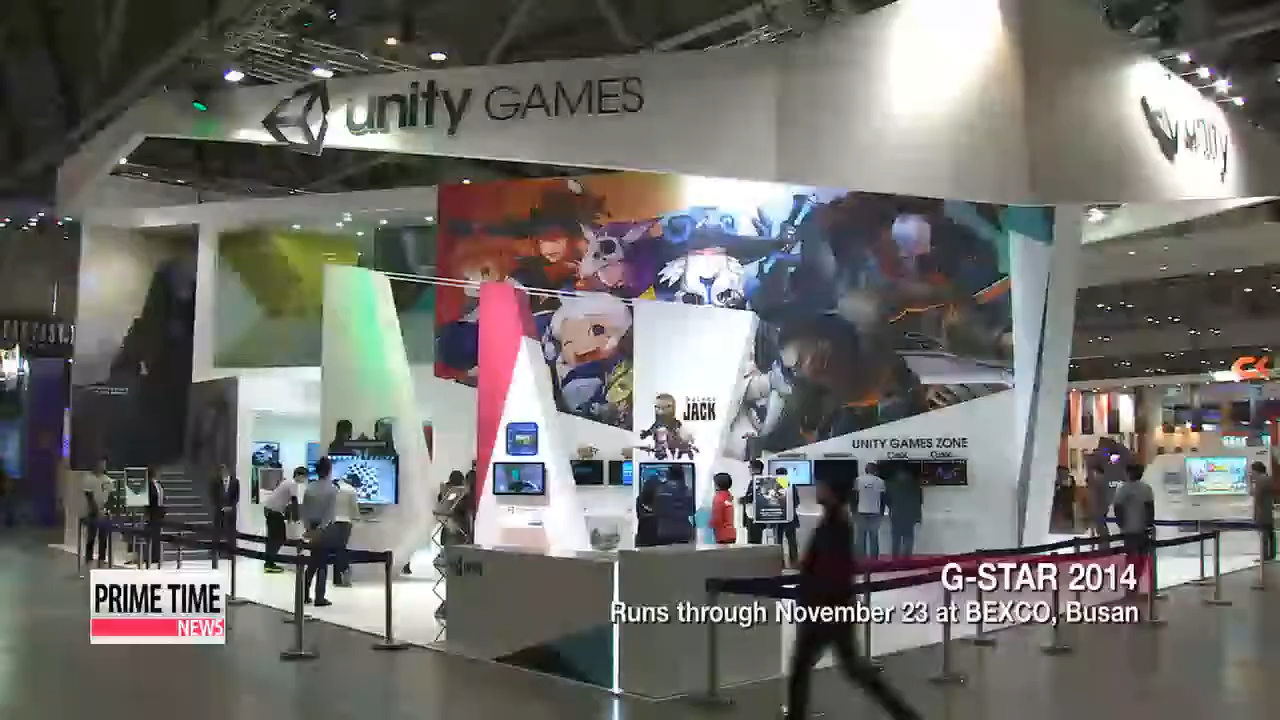 unity GAMES
unity
JACK
UNITY GAMES ZONE
PRIME TIME
NEWS
G-STAR 2014
Runs through November 23 at BEXCO, Busan